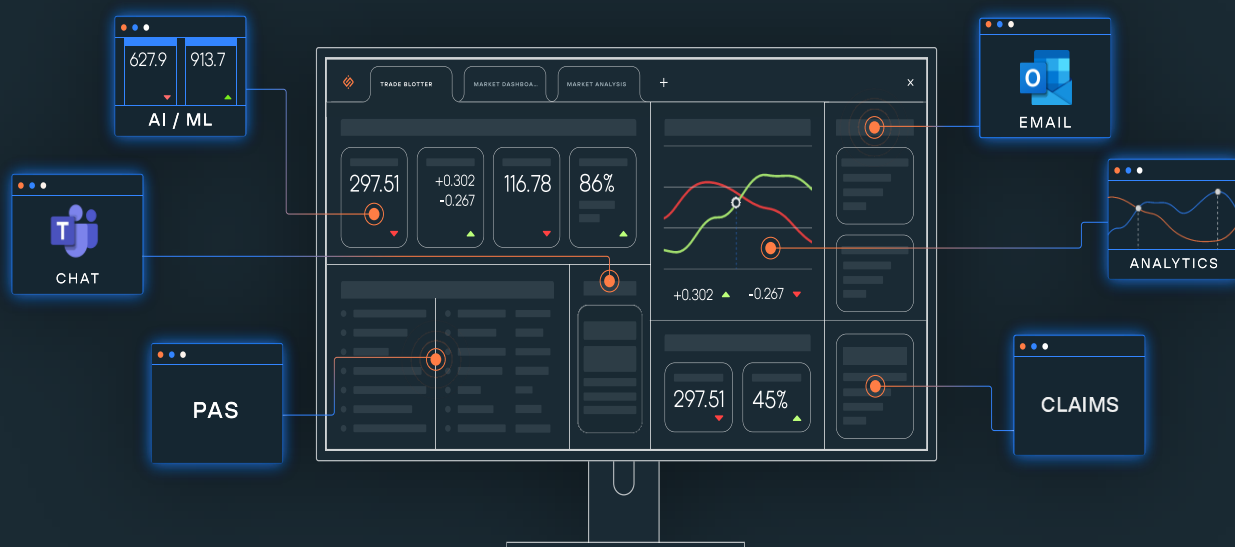 627.9 913.7
AI / ML
T
CHAT
PAS
TRADE BLOTTER
MARKET DASHBOA...
MARKET ANALYSIS
+
x
297.51
+0.302
-0.267
116.78
86%
+0.302
-0.267
297.51
45%
O
EMAIL
ANALYTICS
CLAIMS